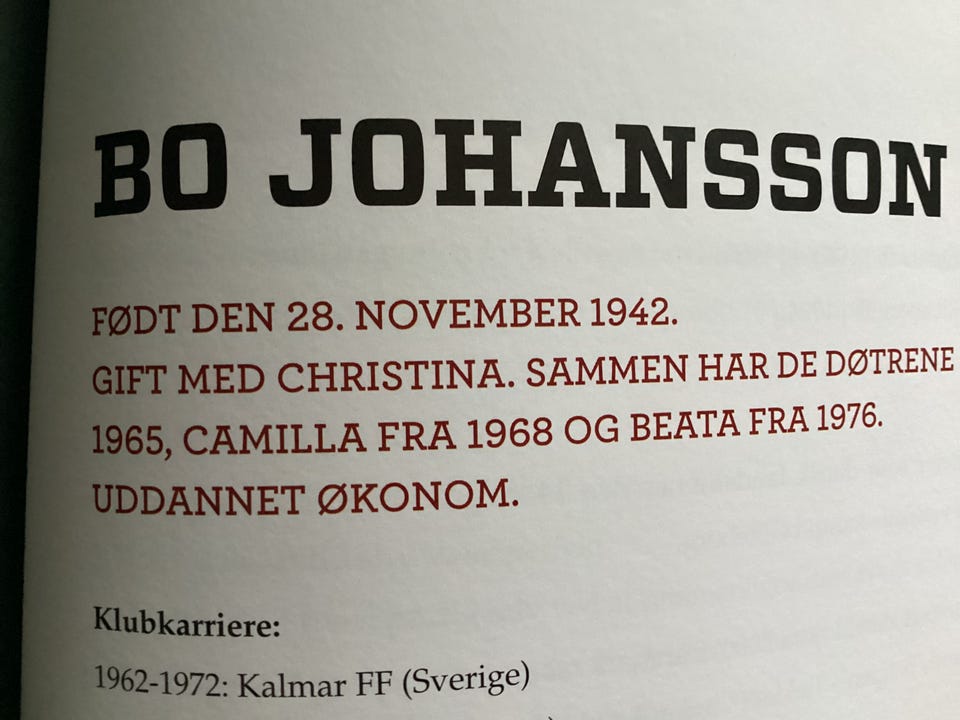 BO JOHANSSON
FØDT DEN 28. NOVEMBER 1942.
GIFT MED CHRISTINA. SAMMEN HAR DE DØTRENE
1965, CAMILLA FRA 1968 OG BEATA FRA 1976.
UDDANNET ØKONOM.
Klubkarriere:
1962-1972: Kalmar FF (Sverige)